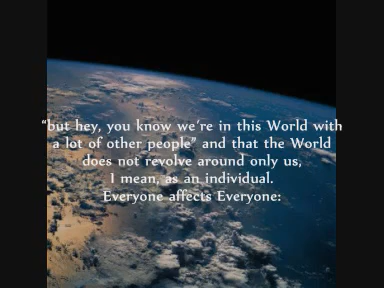 “but hey, you know we're in this World with
a lot of other people” and that the World
does not revolve around only us,
I mean, as an individual.
Everyone affects Everyone: